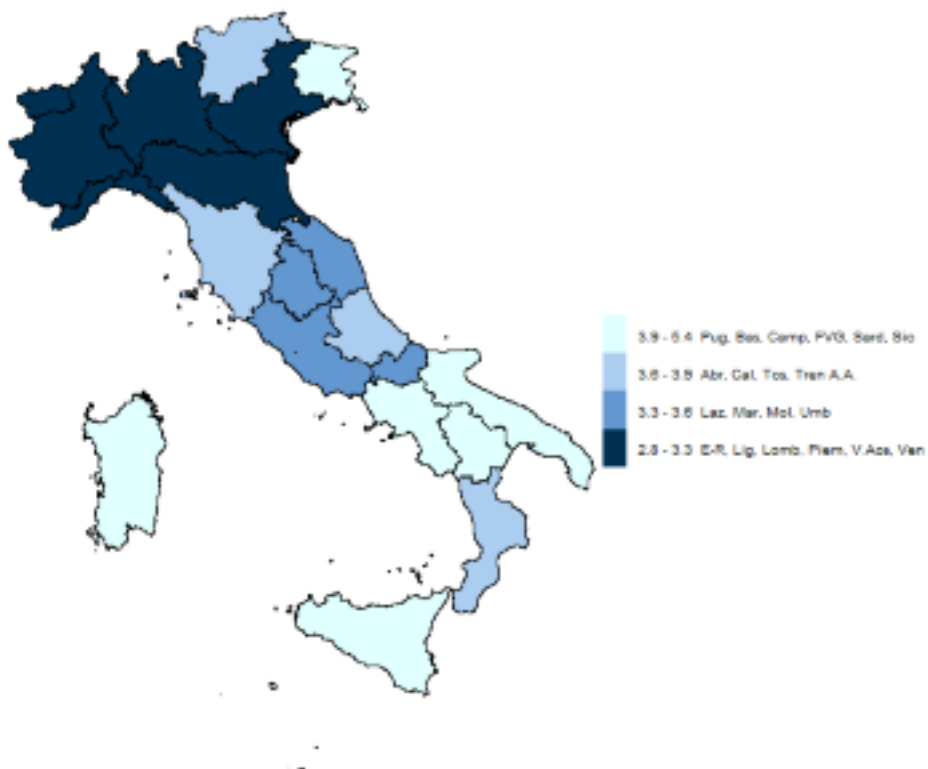 3.9 - 5.4 Pug, Bas, Camp, FVG, Sard, Sic
3.6 - 3.9 Abr, Cal, Tos, Tren A.A.
3.3 - 3.6 Laz, Mar, Mol, Umb
2.8 - 3.3 E-R, Lig, Lomb, Piem, V.Aos, Ven